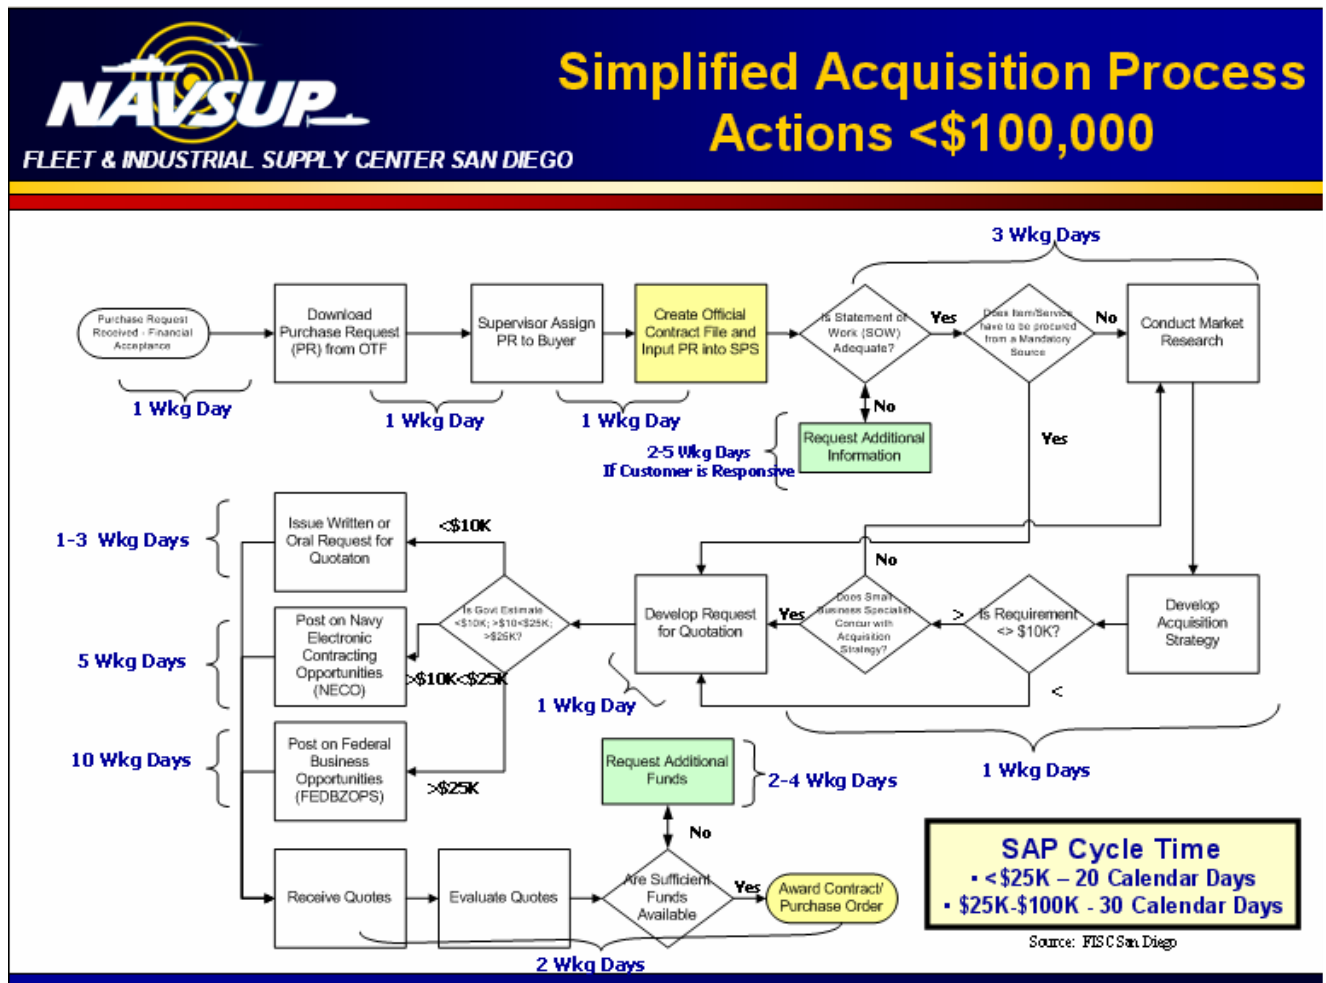 NAVSUP
FLEET & INDUSTRIAL SUPPLY CENTER SAN DIEGO
Simplified Acquisition Process
Actions <$100,000
3 Wkg Days
Purchase Request
Received - Financial
Acceptance
Download
Purchase Request
(PR) from OTF
Supervisor Assign
PR to Buyer
Create Official
Contract File and
Input PR into SPS
Is Statement of
Work (SOW)
Adequate?
Yes
Does Item/Service
have to be procured
from a Mandatory
Source
No
Conduct Market
Research
1 Wkg Day
1 Wkg Day
1 Wkg Day
No
2-5 Wkg Days
If Customer is Responsive
Request Additional
Information
Yes
1-3 Wkg Days
Issue Written or
Oral Request for
Quotaton
<$10K
No
5 Wkg Days
Post on Navy
Electronic
Contracting
Opportunities
(NECO)
>$10K<$25K
Is Govt Estimate
<$10K; >$10<$25K;
>$25K?
Develop Request
for Quotation
Yes
Does Small
Business Specialist
Concur with
Acquisition
Strategy?
>
Is Requirement
<> $10K?
<
Develop
Acquisition
Strategy
1 Wkg Day
1 Wkg Days
10 Wkg Days
Post on Federal
Business
Opportunities
(FEDBZOPS)
>$25K
Request Additional
Funds
2-4 Wkg Days
No
Receive Quotes
Evaluate Quotes
Are Sufficient
Funds
Available
Yes
Award Contract/
Purchase Order
2 Wkg Days
SAP Cycle Time
• <$25K – 20 Calendar Days
• $25K-$100K - 30 Calendar Days
Source: FISC San Diego